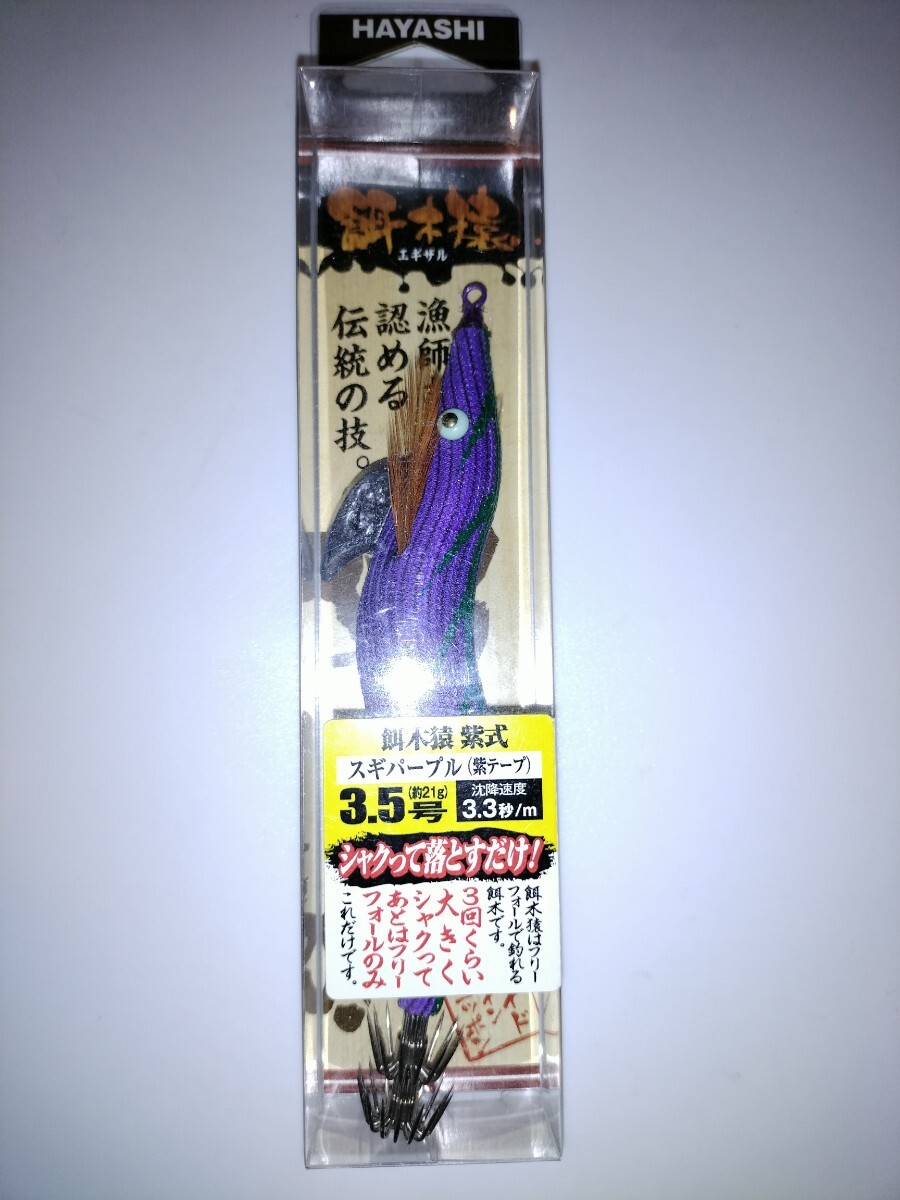 HAYASHI
餌木猿
エギザル
漁師
認める
伝統の技。
餌木猿 紫式
スギパープル(紫テープ)
3.5号(約21g)
沈降速度
3.3秒/m
シャクって落とすだけ!
餌木猿はフリー
フォールで釣れる
餌木です。
3回くらい
大きく
シャクって
あとはフリー
フォールのみ
これだけです。